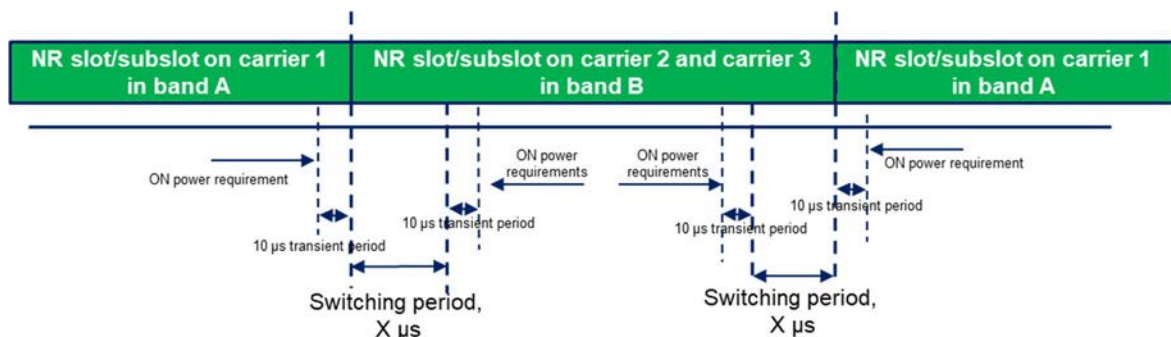 NR slot/subslot on carrier 1
in band A
NR slot/subslot on carrier 2 and carrier 3
in band B
NR slot/subslot on carrier 1
in band A
ON power requirement
10 µs transient period
ON power
requirements
10 µs transient period
ON power
requirements
10 µs transient period
ON power requirement
10 µs transient period
Switching period,
X µs
Switching period,
X µs